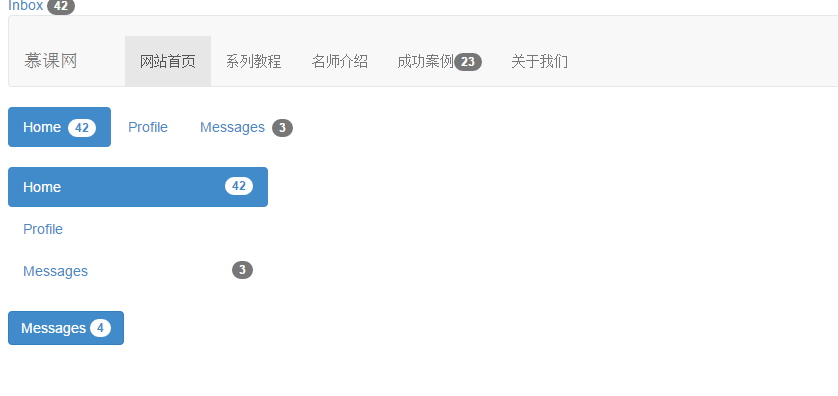 Inbox 42
慕课网 网站首页 系列教程 名师介绍 成功案例 23 关于我们
Home 42 Profile Messages 3
Home 42
Profile
Messages 3
Messages 4